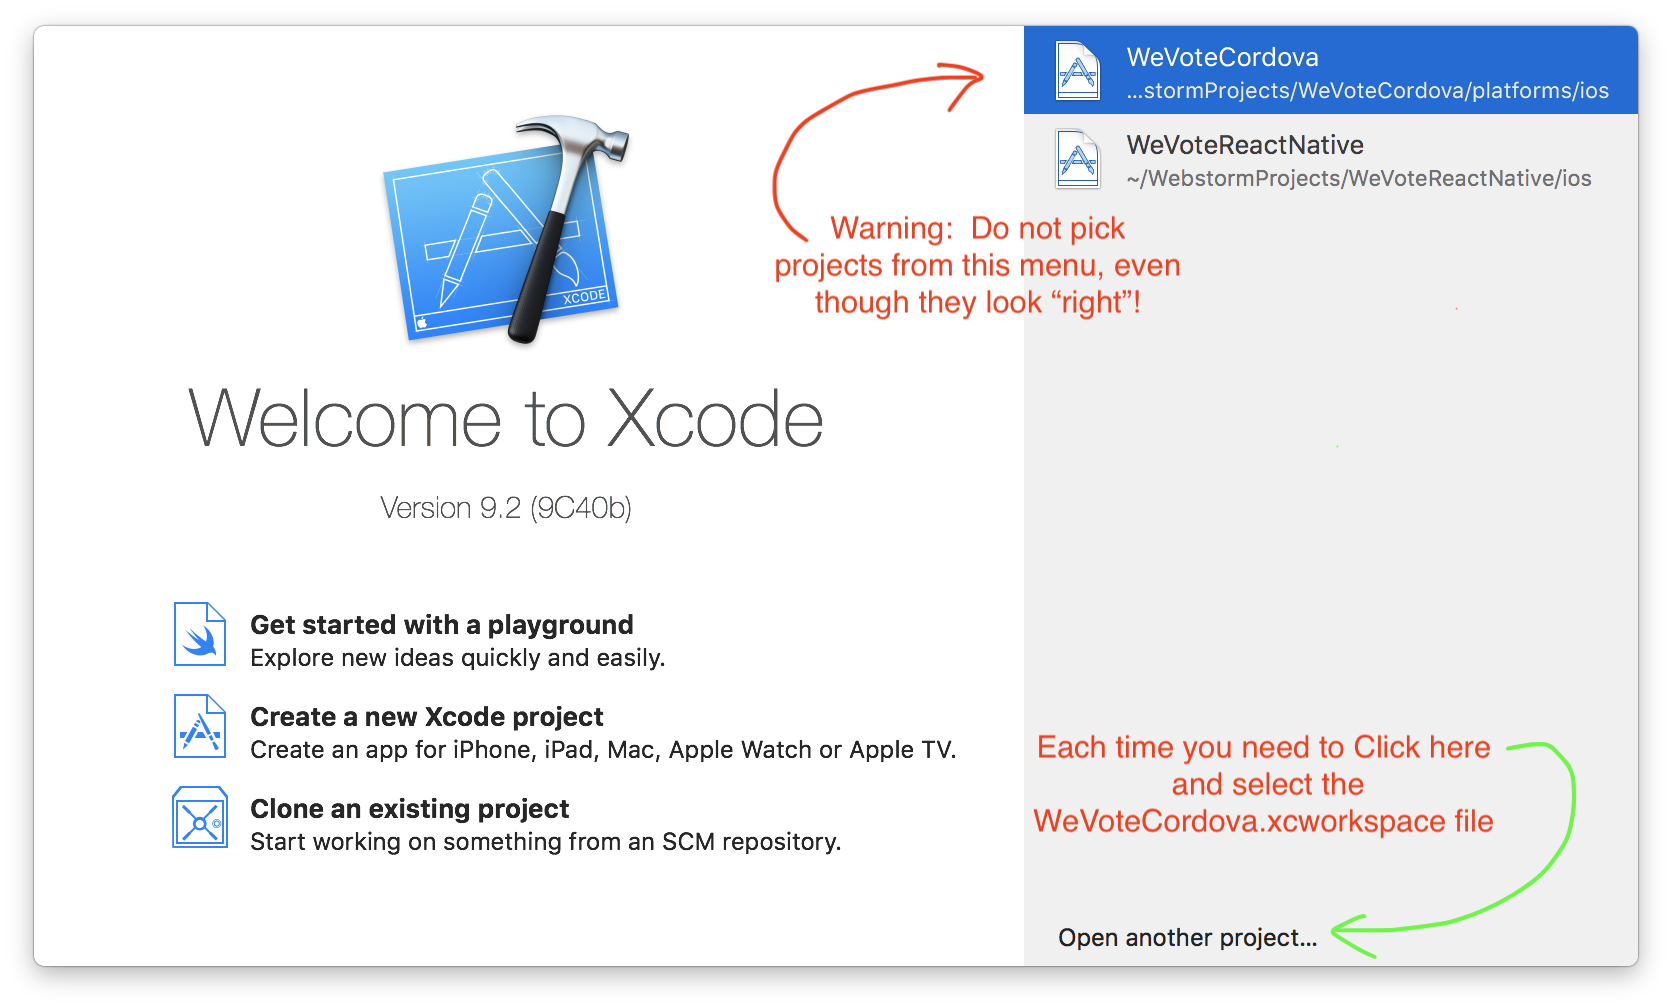 WeVoteCordova
...stormProjects/WeVoteCordova/platforms/ios
WeVoteReactNative
~/WebstormProjects/WeVoteReactNative/ios
Warning:  Do not pick
projects from this menu, even
though they look “right”!
XCODE
Welcome to Xcode
Version 9.2 (9C40b)
Get started with a playground
Explore new ideas quickly and easily.
Create a new Xcode project
Create an app for iPhone, iPad, Mac, Apple Watch or Apple TV.
Clone an existing project
Start working on something from an SCM repository.
Each time you need to Click here
and select the
WeVoteCordova.xcworkspace file
Open another project...